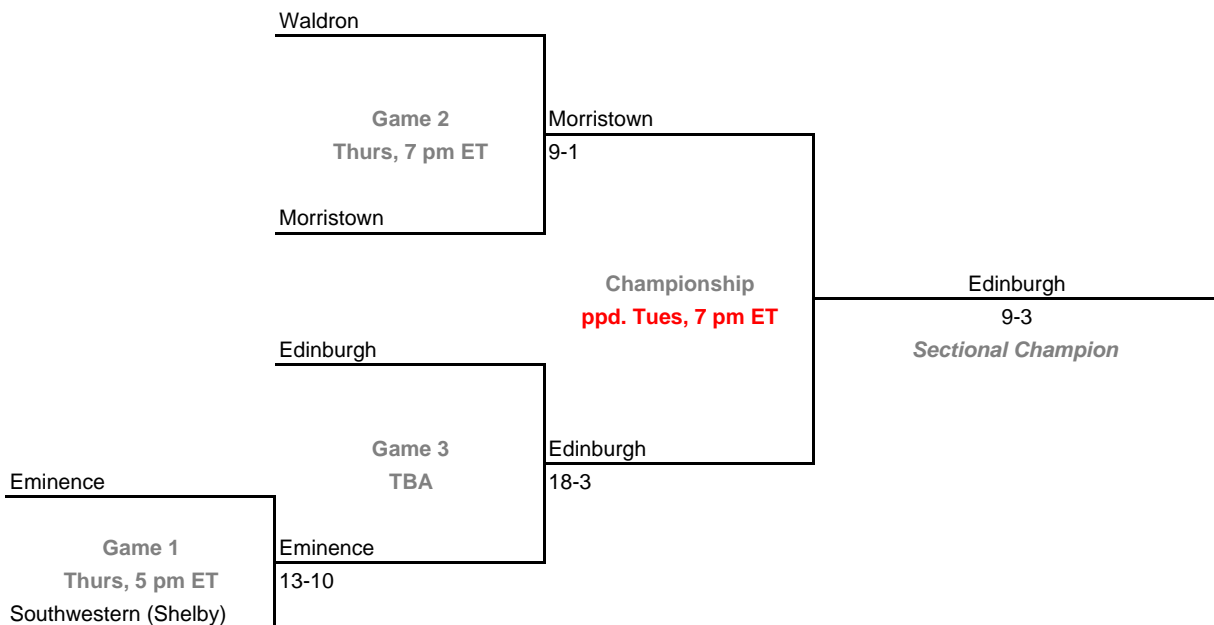 Waldron
Game 2
Thurs, 7 pm ET
Morristown
9-1
Morristown
Championship
ppd. Tues, 7 pm ET
Edinburgh
9-3
Sectional Champion
Edinburgh
Game 3
TBA
Edinburgh
18-3
Eminence
Game 1
Thurs, 5 pm ET
Eminence
13-10
Southwestern (Shelby)